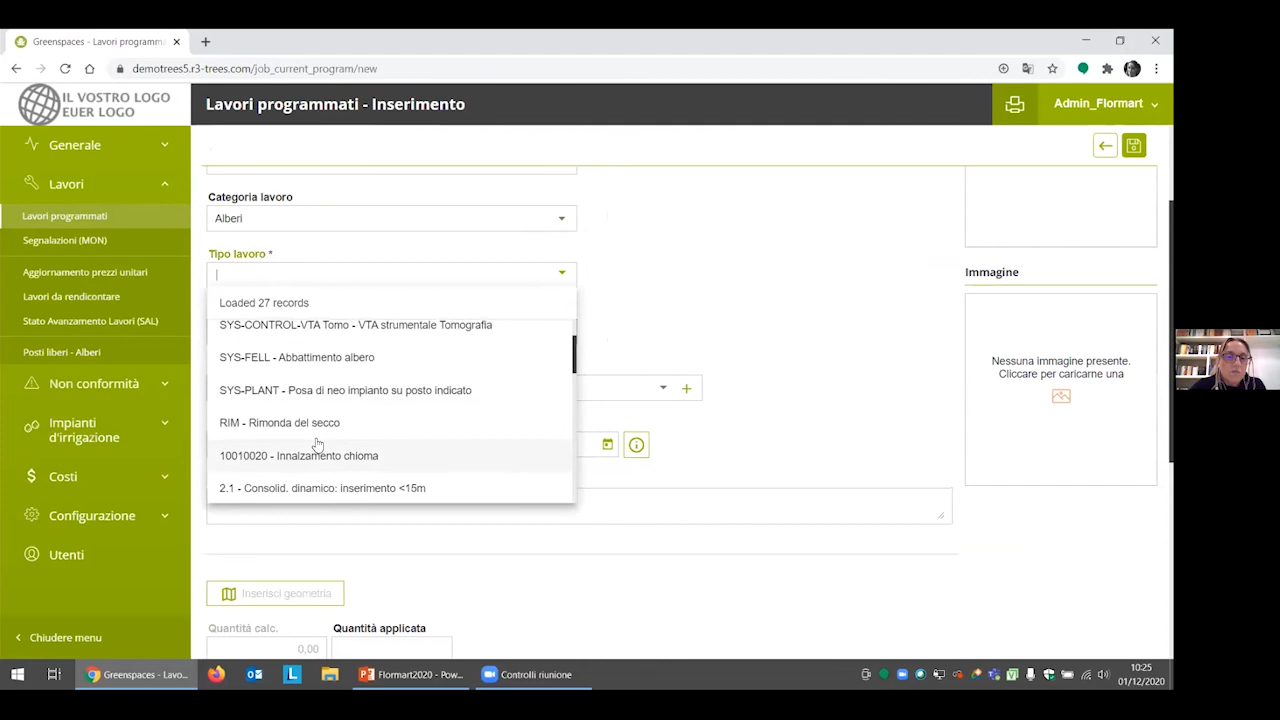 Greenspaces - Lavori programm
demotrees5.r3-trees.com/job_current_program/new
IL VOSTRO LOGO
EUER LOGO
Lavori programmati - Inserimento
Admin_Flormart
Generale
Lavori
Lavori programmati
Segnalazioni (MON)
Aggiornamento prezzi unitari
Lavori da rendicontare
Stato Avanzamento Lavori (SAL)
Posti liberi - Alberi
Non conformità
Impianti
d'irrigazione
Costi
Configurazione
Utenti
Chiudere menu
Categoria lavoro
Alberi
Tipo lavoro *
Loaded 27 records
SYS-CONTROL-VTA Tomo - VTA strumentale Tomografia
SYS-FELL - Abbattimento albero
SYS-PLANT - Posa di neo impianto su posto indicato
RIM - Rimonda del secco
10010020 - Innalzamento chioma
2.1 - Consolid. dinamico: inserimento <15m
Inserisci geometria
Quantità calc.
Quantità applicata
0,00
Immagine
Nessuna immagine presente.
Cliccare per caricarne una
Greenspaces - Lavo...
Flormart2020 - Pow...
Controlli riunione
10:25
01/12/2020